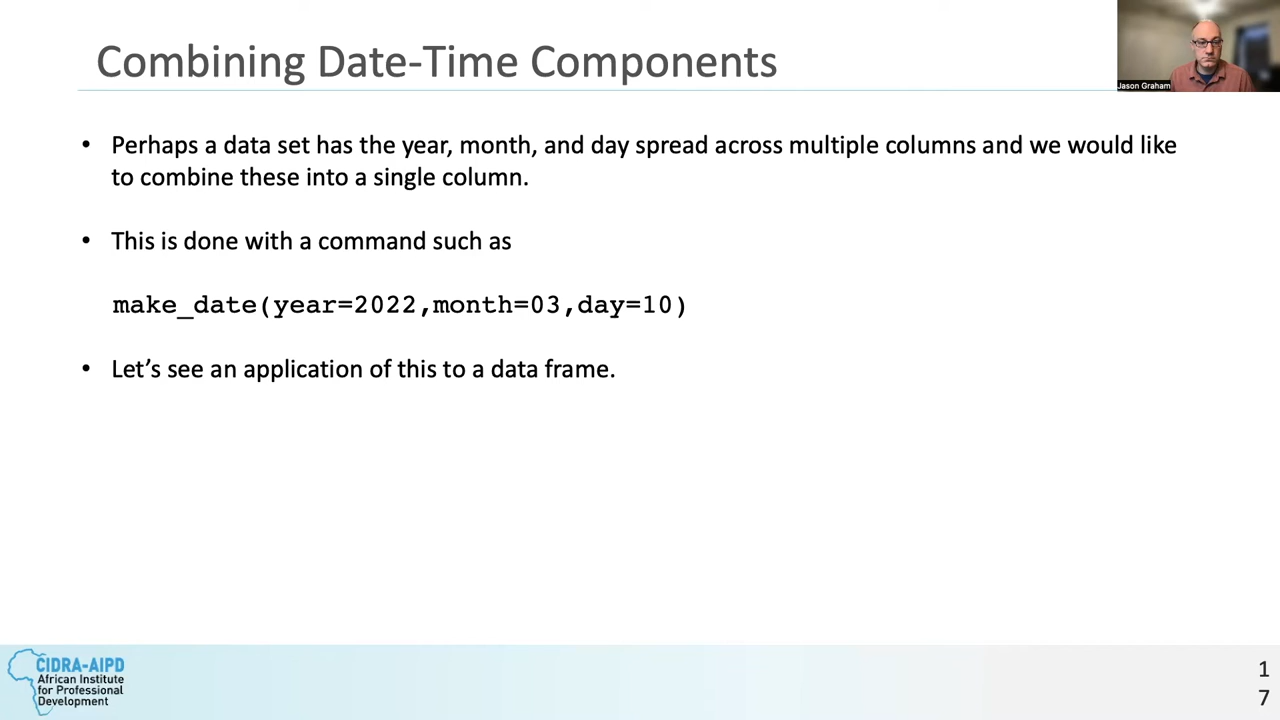 Combining Date-Time Components
Jason Graham
• Perhaps a data set has the year, month, and day spread across multiple columns and we would like
to combine these into a single column.
• This is done with a command such as
make_date(year=2022,month=03,day=10)
• Let’s see an application of this to a data frame.
CIDRA-AIPD
African Institute
for Professional
Development
1
7